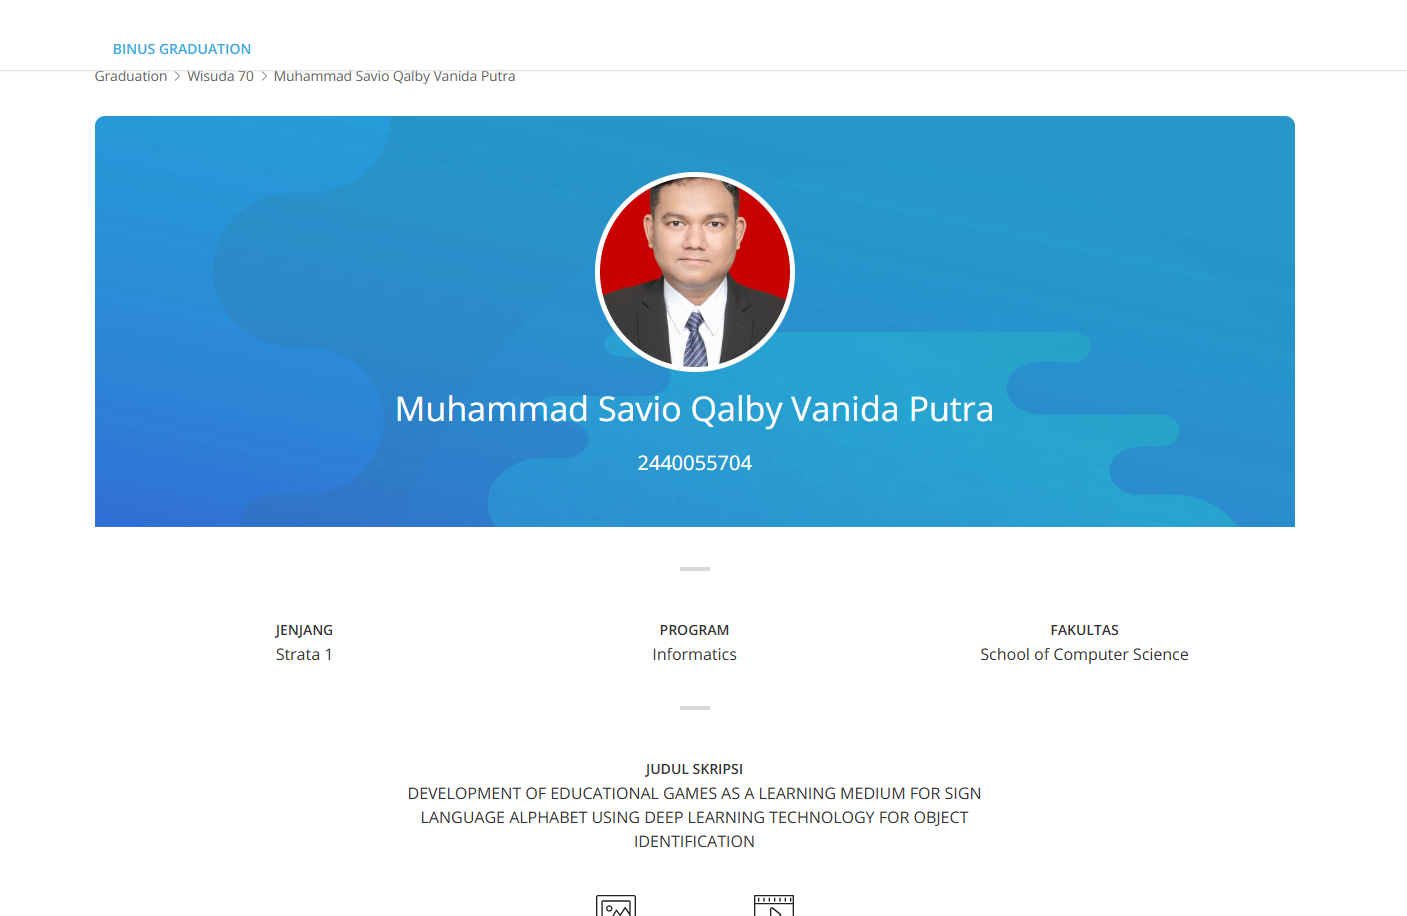 BINUS GRADUATION
Graduation > Wisuda 70 > Muhammad Savio Qalby Vanida Putra
Muhammad Savio Qalby Vanida Putra
2440055704
JENJANG
Strata 1
PROGRAM
Informatics
FAKULTAS
School of Computer Science
JUDUL SKRIPSI
DEVELOPMENT OF EDUCATIONAL GAMES AS A LEARNING MEDIUM FOR SIGN
LANGUAGE ALPHABET USING DEEP LEARNING TECHNOLOGY FOR OBJECT
IDENTIFICATION